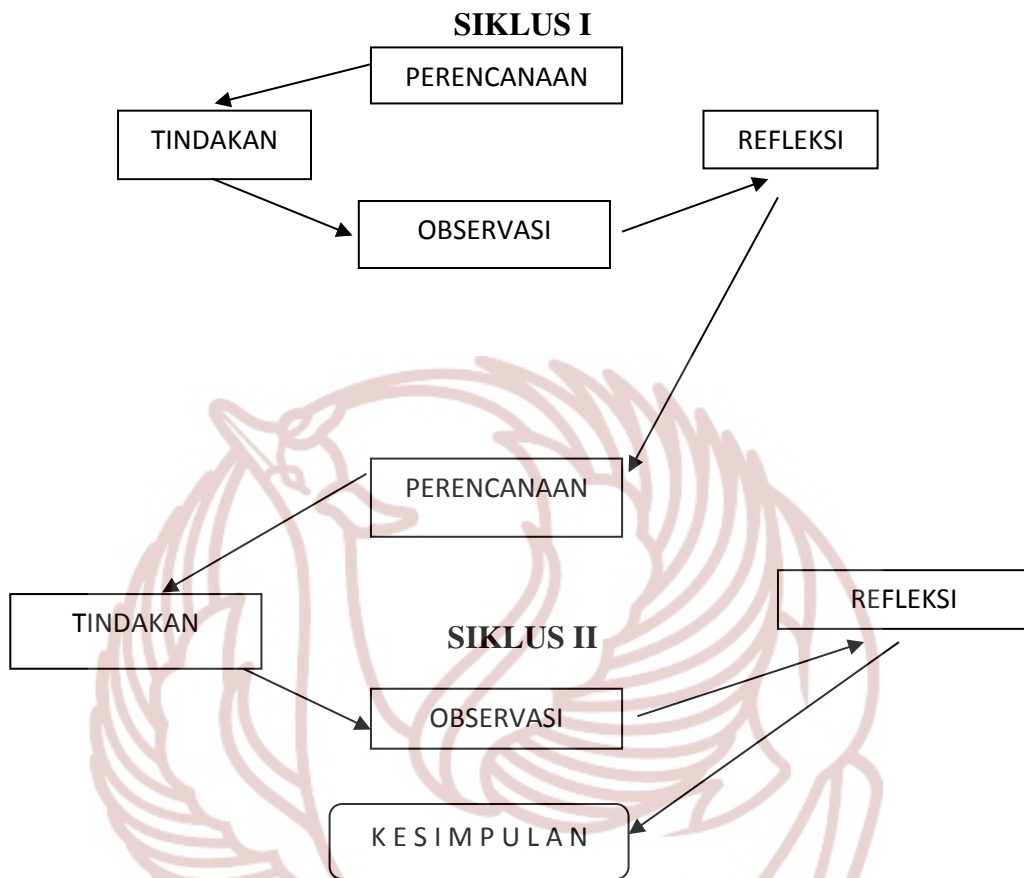 SIKLUS I
PERENCANAAN
TINDAKAN
REFLEKSI
OBSERVASI
PERENCANAAN
TINDAKAN
REFLEKSI
SIKLUS II
OBSERVASI
K E S I M P U L A N